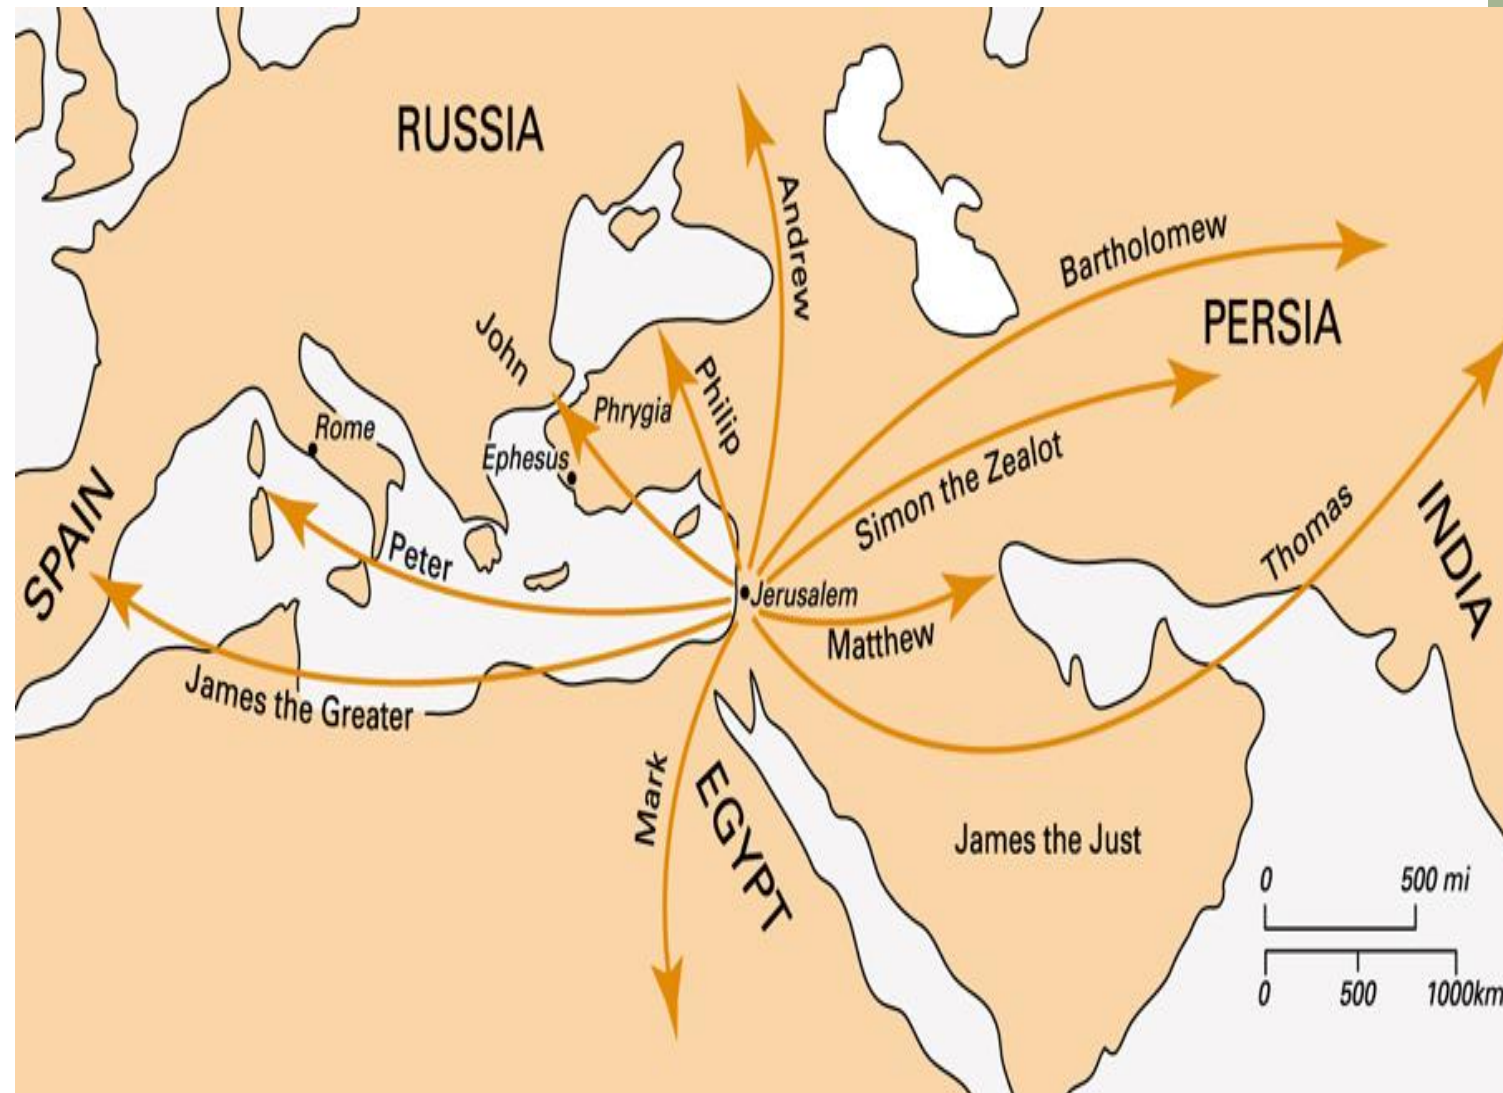 RUSSIA
Andrew
Bartholomew
PERSIA
John
Philip
Phrygia
Rome
Ephesus
Simon the Zealot
SPAIN
Peter
Thomas
INDIA
Jerusalem
Matthew
James the Greater
Mark
EGYPT
James the Just
0 500 mi
0 500 1000km